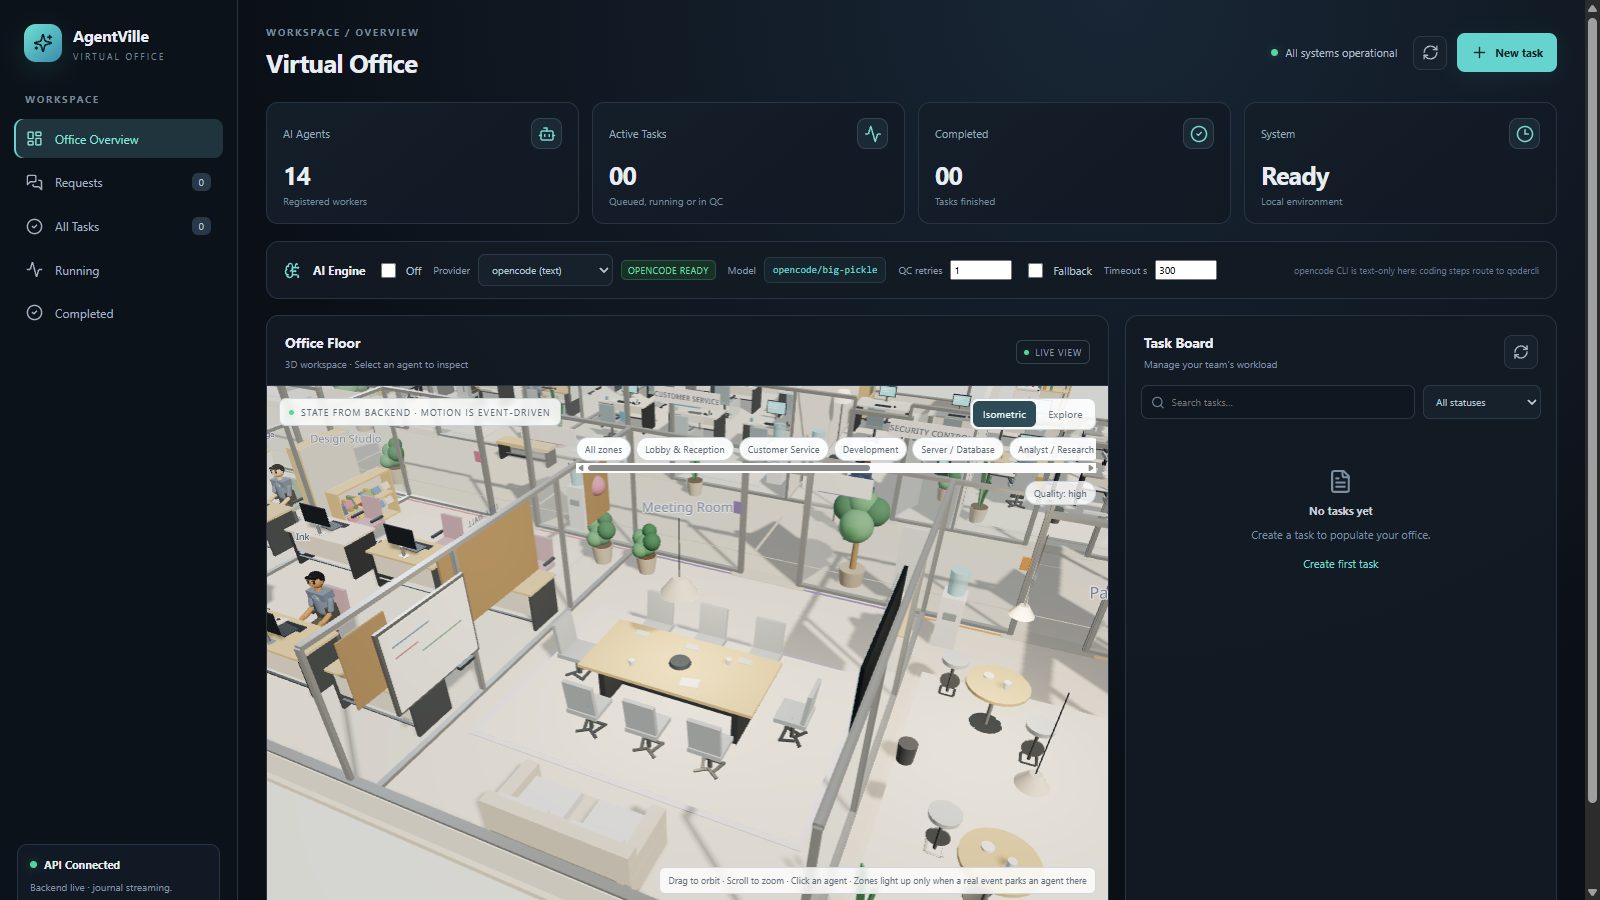 AgentVille
VIRTUAL OFFICE
WORKSPACE
Office Overview
Requests 0
All Tasks 0
Running
Completed
API Connected
Backend live · journal streaming.
WORKSPACE / OVERVIEW
Virtual Office
All systems operational
New task
AI Agents
14
Registered workers
Active Tasks
00
Queued, running or in QC
Completed
00
Tasks finished
System
Ready
Local environment
AI Engine Off Provider opencode (text) OPENCODE READY Model opencode/big-pickle QC retries 1 Fallback Timeout s 300 opencode CLI is text-only here; coding steps route to qodercli
Office Floor
3D workspace · Select an agent to inspect
LIVE VIEW
STATE FROM BACKEND · MOTION IS EVENT-DRIVEN
CUSTOMER SERVICE
Isometric Explore
SECURITY CONTRO
Design Studio
All zones Lobby & Reception Customer Service Development Server / Database Analyst / Research
Quality: high
Meeting Room
Ink
Pa
Drag to orbit · Scroll to zoom · Click an agent · Zones light up only when a real event parks an agent there
Task Board
Manage your team's workload
Search tasks...
All statuses
No tasks yet
Create a task to populate your office.
Create first task